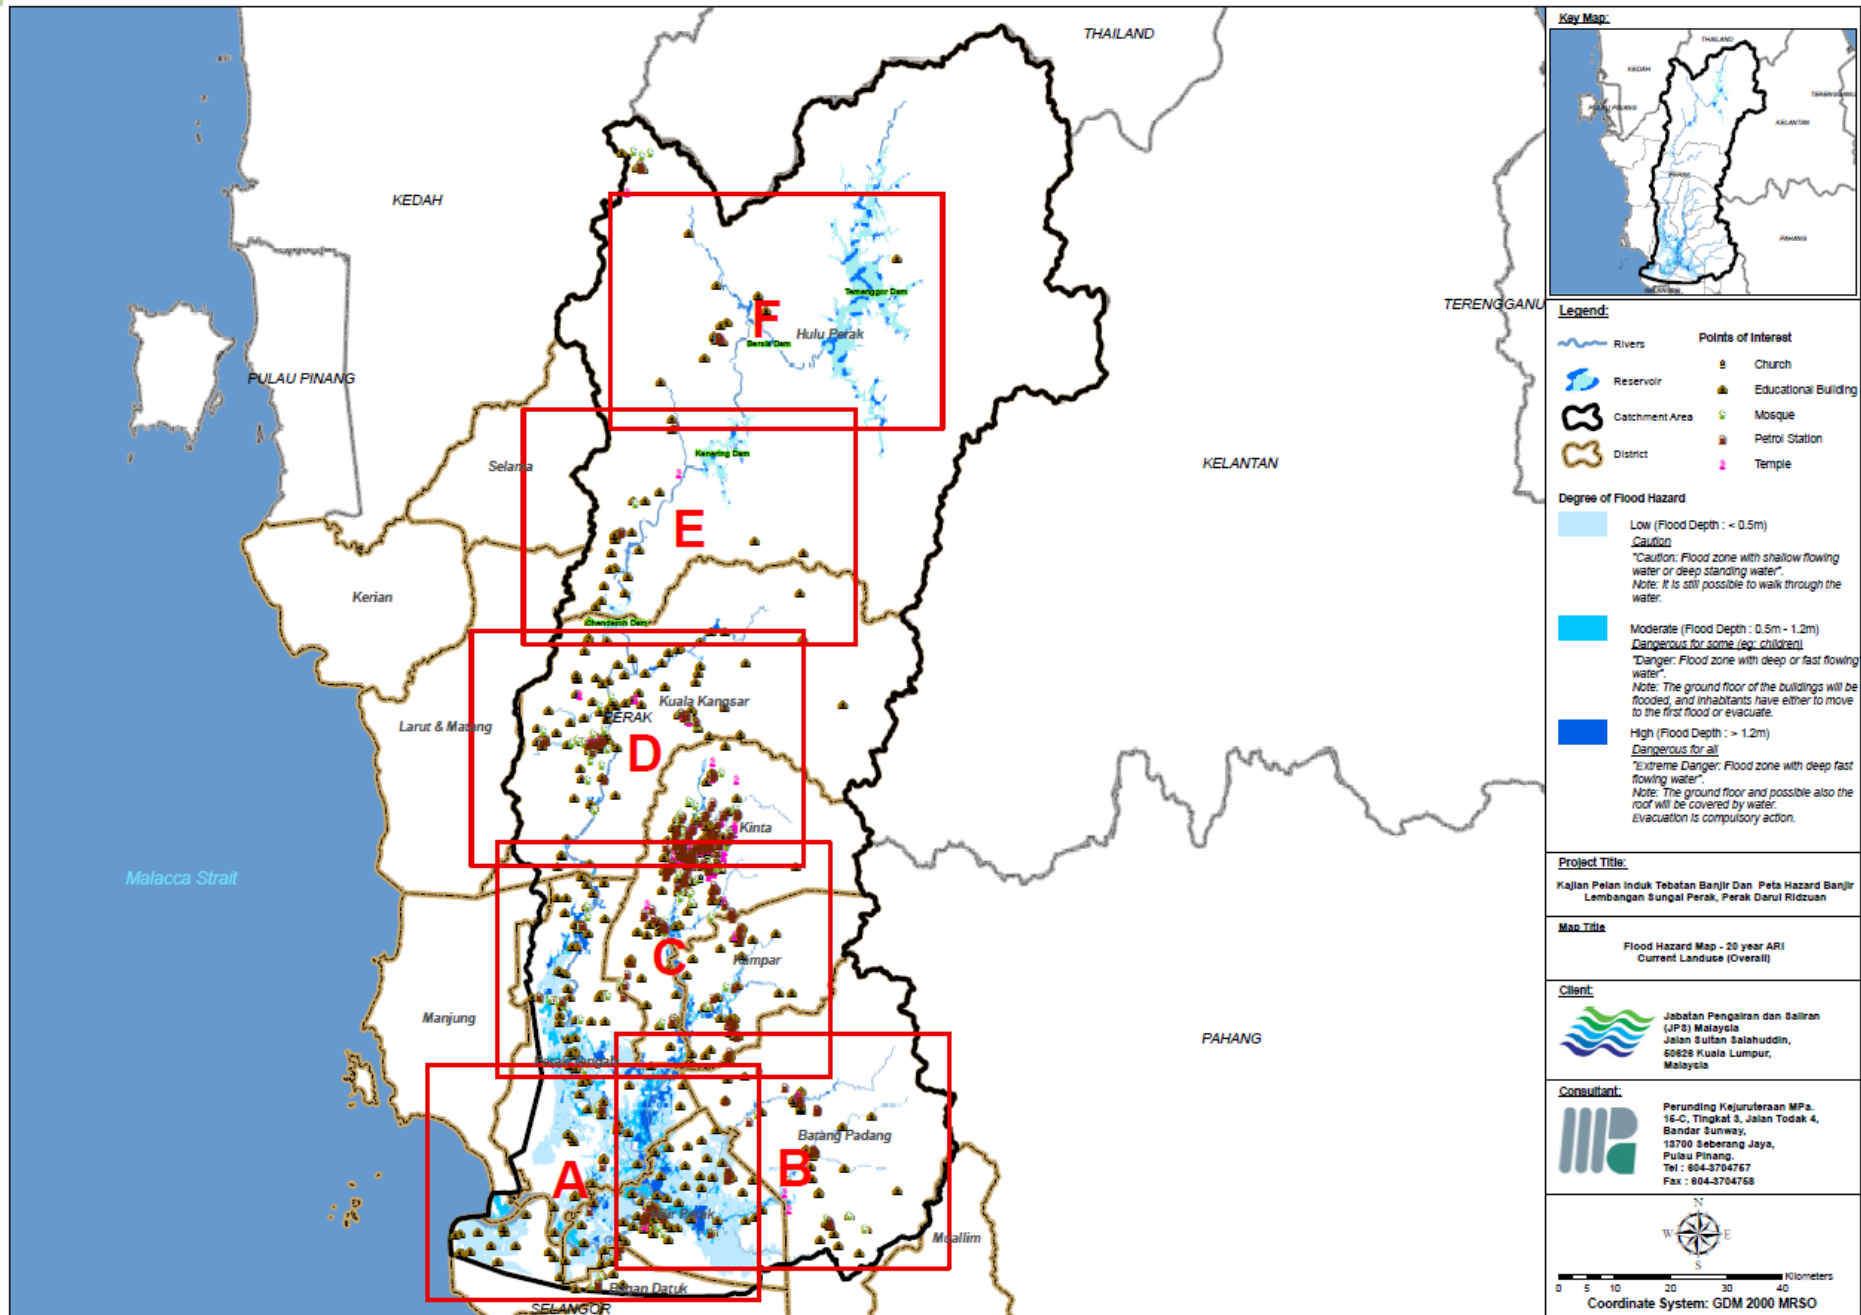 THAILAND
KEDAH
PULAU PINANG
TERENGGANU
KELANTAN
PAHANG
SELANGOR
PERAK
Malacca Strait
Temenggor Dam
Hulu Perak
Bersia Dam
F
Selama
Kenering Dam
E
Kerian
Chenderoh Dam
Kuala Kangsar
Larut & Matang
D
Kinta
C
Kampar
Manjung
Batang Padang
A
B
Muallim
Bagan Datuk
Key Map:
THAILAND
KEDAH
PULAU PINANG
KELANTAN
PERAK
PAHANG
Legend:
Rivers
Reservoir
Catchment Area
District
Points of Interest
Church
Educational Building
Mosque
Petrol Station
Temple
Degree of Flood Hazard
Low (Flood Depth : < 0.5m)
Caution
"Caution: Flood zone with shallow flowing
water or deep standing water".
Note: It is still possible to walk through the
water.
Moderate (Flood Depth : 0.5m - 1.2m)
Dangerous for some (eg: children)
"Danger: Flood zone with deep or fast flowing
water".
Note: The ground floor of the buildings will be
flooded, and inhabitants have either to move
to the first flood or evacuate.
High (Flood Depth : > 1.2m)
Dangerous for all
"Extreme Danger: Flood zone with deep fast
flowing water".
Note: The ground floor and possible also the
roof will be covered by water.
Evacuation is compulsory action.
Project Title:
Kajian Pelan Induk Tebatan Banjir Dan Peta Hazard Banjir
Lembangan Sungai Perak, Perak Darul Ridzuan
Map Title
Flood Hazard Map - 20 year ARI
Current Landuse (Overall)
Client:
Jabatan Pengairan dan Saliran
(JPS) Malaysia
Jalan Sultan Salahuddin,
50626 Kuala Lumpur,
Malaysia
Consultant:
Perunding Kejuruteraan MPa.
16-C, Tingkat 3, Jalan Todak 4,
Bandar Sunway,
13700 Seberang Jaya,
Pulau Pinang.
Tel : 604-3704757
Fax : 604-3704758
N
W E
S
Kilometers
0 5 10 20 30 40
Coordinate System: GDM 2000 MRSO